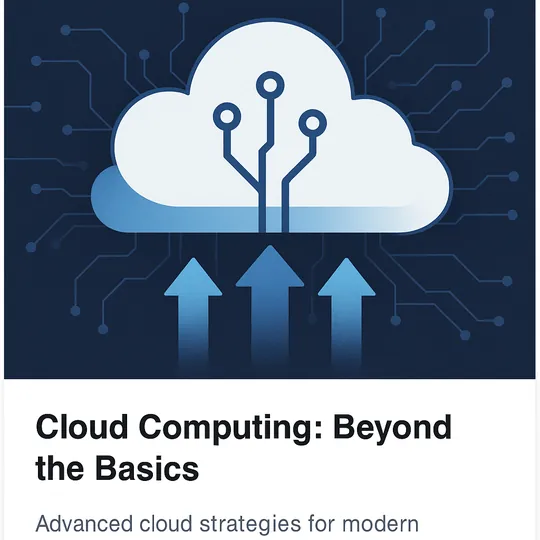 Cloud Computing: Beyond
the Basics
Advanced cloud strategies for modern